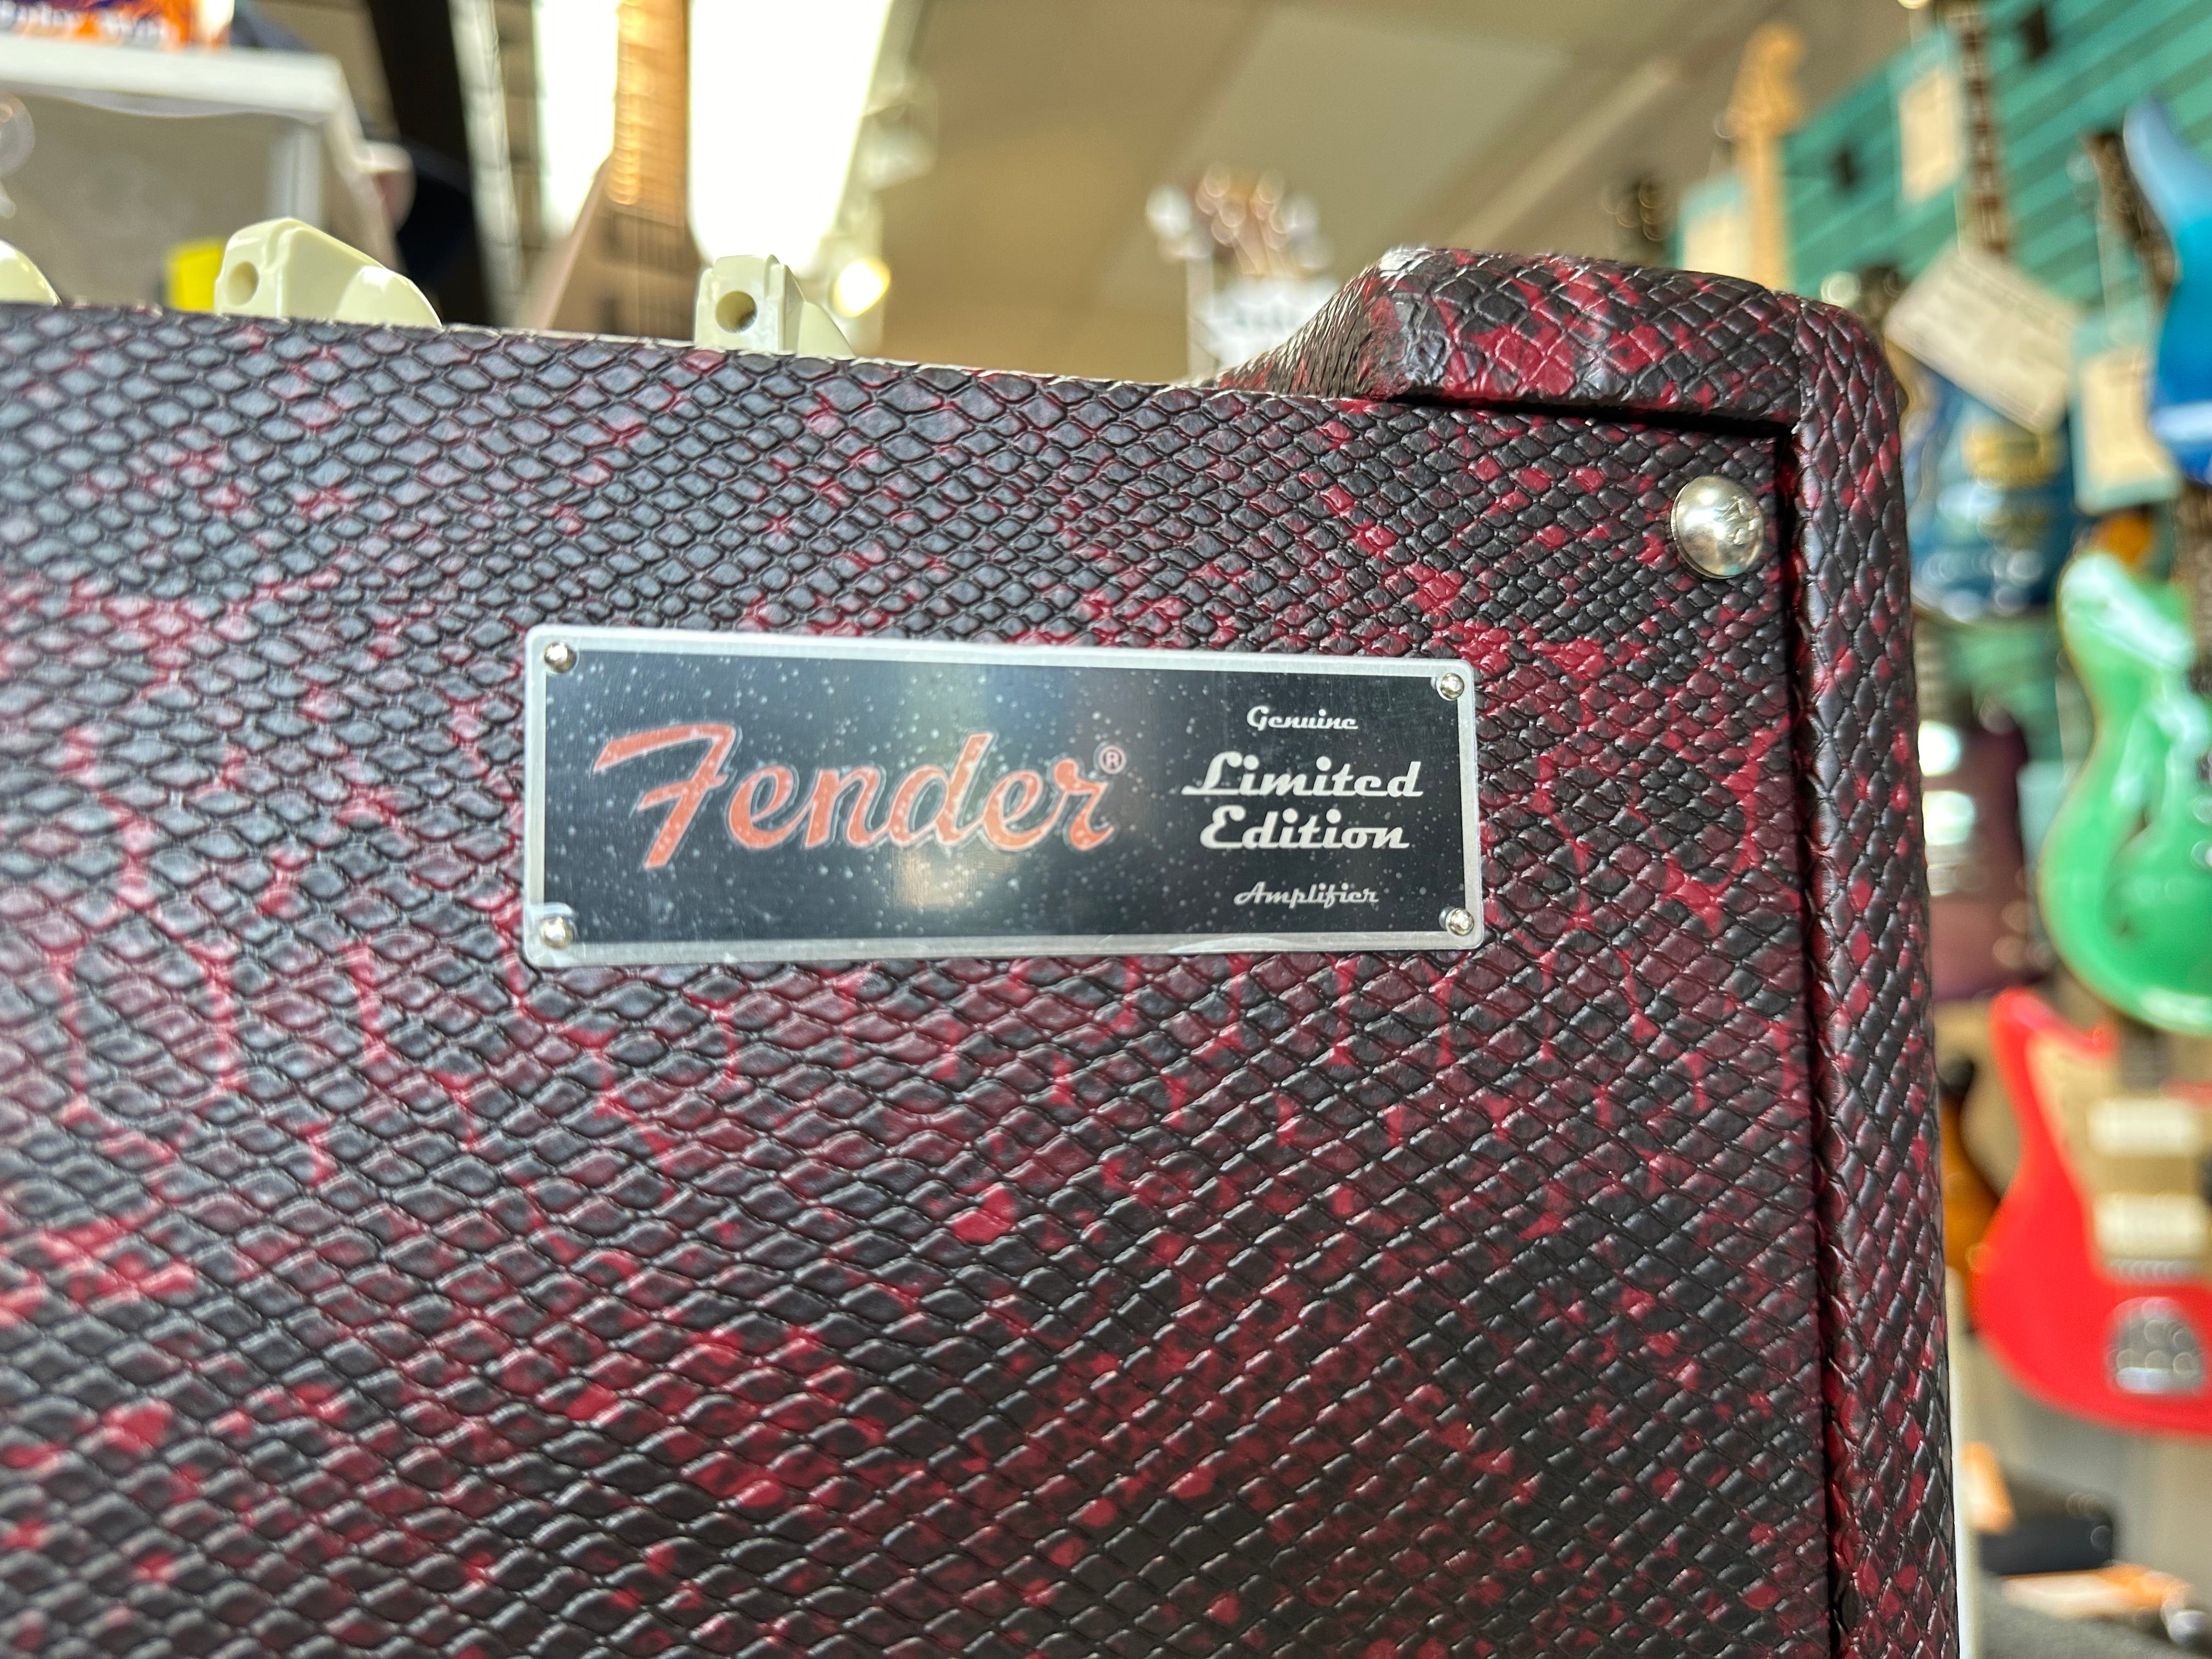 Fender®
Genuine
Limited
Edition
Amplifier